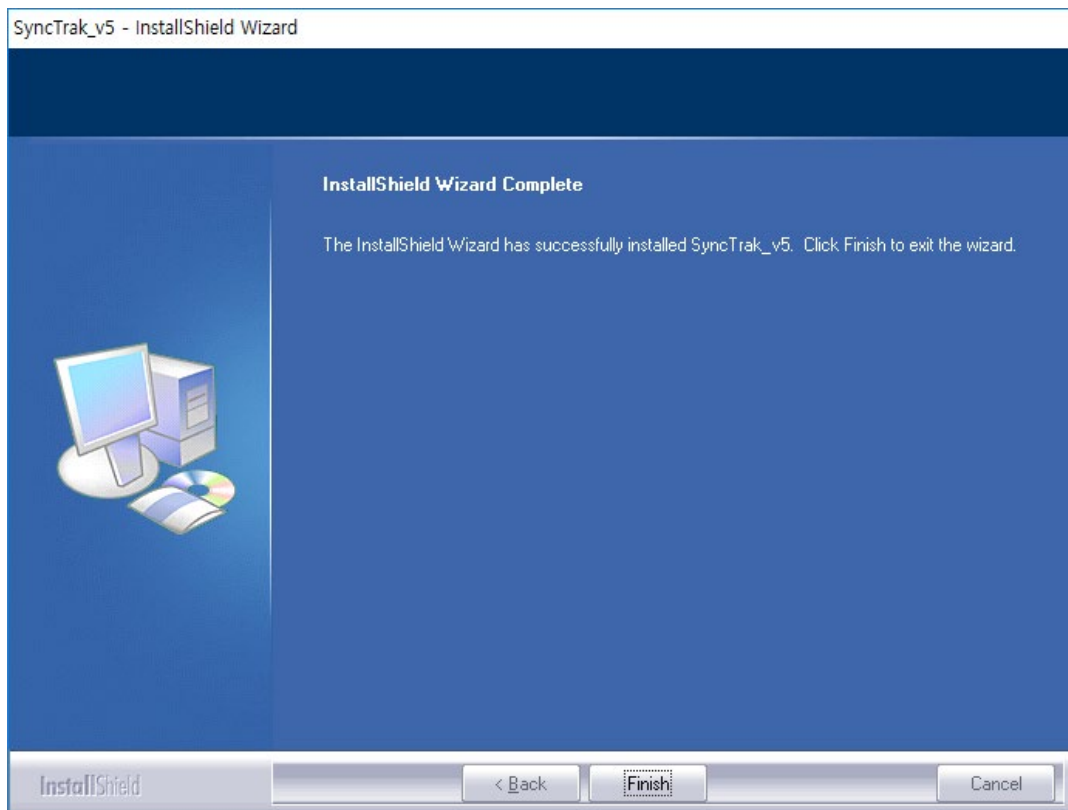 SyncTrak_v5 - InstallShield Wizard
InstallShield Wizard Complete
The InstallShield Wizard has successfully installed SyncTrak_v5. Click Finish to exit the wizard.
InstallShield
< Back
Finish
Cancel